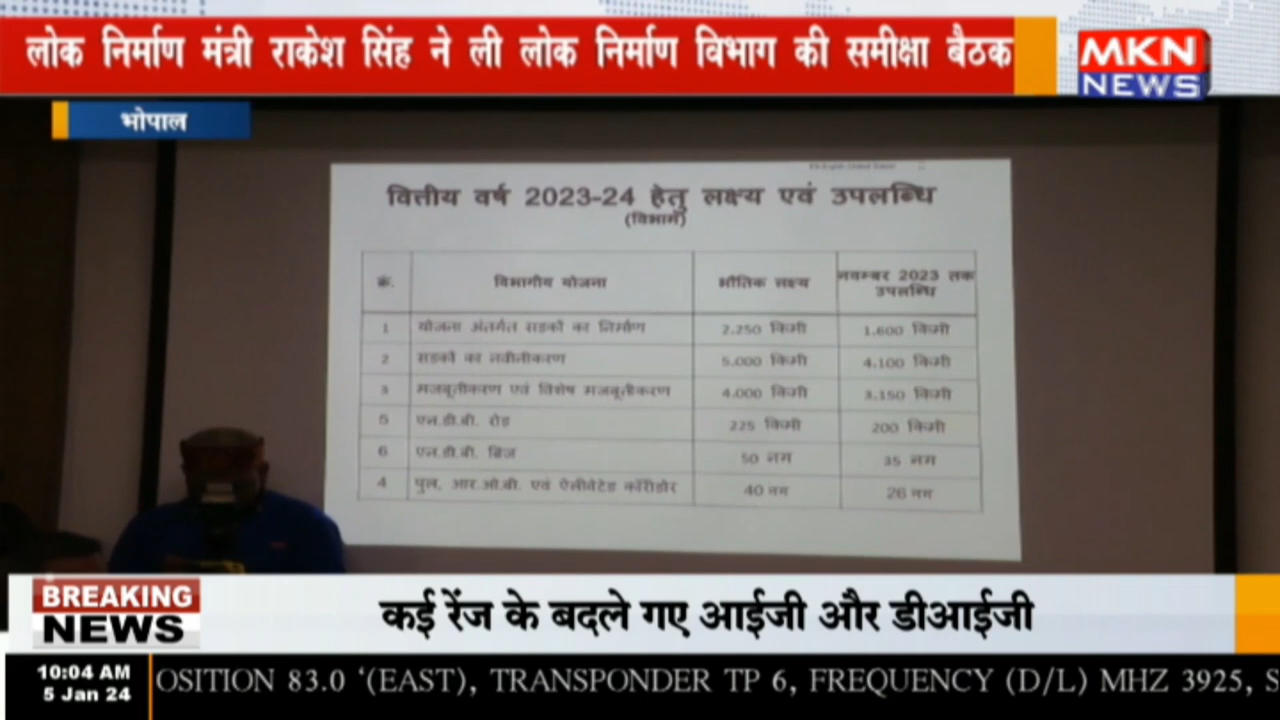 लोक निर्माण मंत्री राकेश सिंह ने ली लोक निर्माण विभाग की समीक्षा बैठक
MKN
NEWS
भोपाल
वित्तीय वर्ष 2023-24 हेतु लक्ष्य एवं उपलब्धि
(विभाग)
क्रं. विभागीय योजना भौतिक लक्ष्य नवम्बर 2023 तक उपलब्धि
1 योजना अंतर्गत सडकों का निर्माण 2.250 किमी 1.600 किमी
2 सडकों का नवीनीकरण 5.000 किमी 4.100 किमी
3 मजबूतीकरण एवं विशेष मजबूतीकरण 4.000 किमी 3.150 किमी
5 एन.डी.बी. रोड 225 किमी 200 किमी
6 एन.डी.बी. ब्रिज 50 नग 35 नग
4 पुल, आर.ओ.बी. एवं ऐलीवेटेड कॉरीडोर 40 नग 26 नग
BREAKING
NEWS
कई रेंज के बदले गए आईजी और डीआईजी
10:04 AM
5 Jan 24
OSITION 83.0 ‘(EAST), TRANSPONDER TP 6, FREQUENCY (D/L) MHZ 3925, S